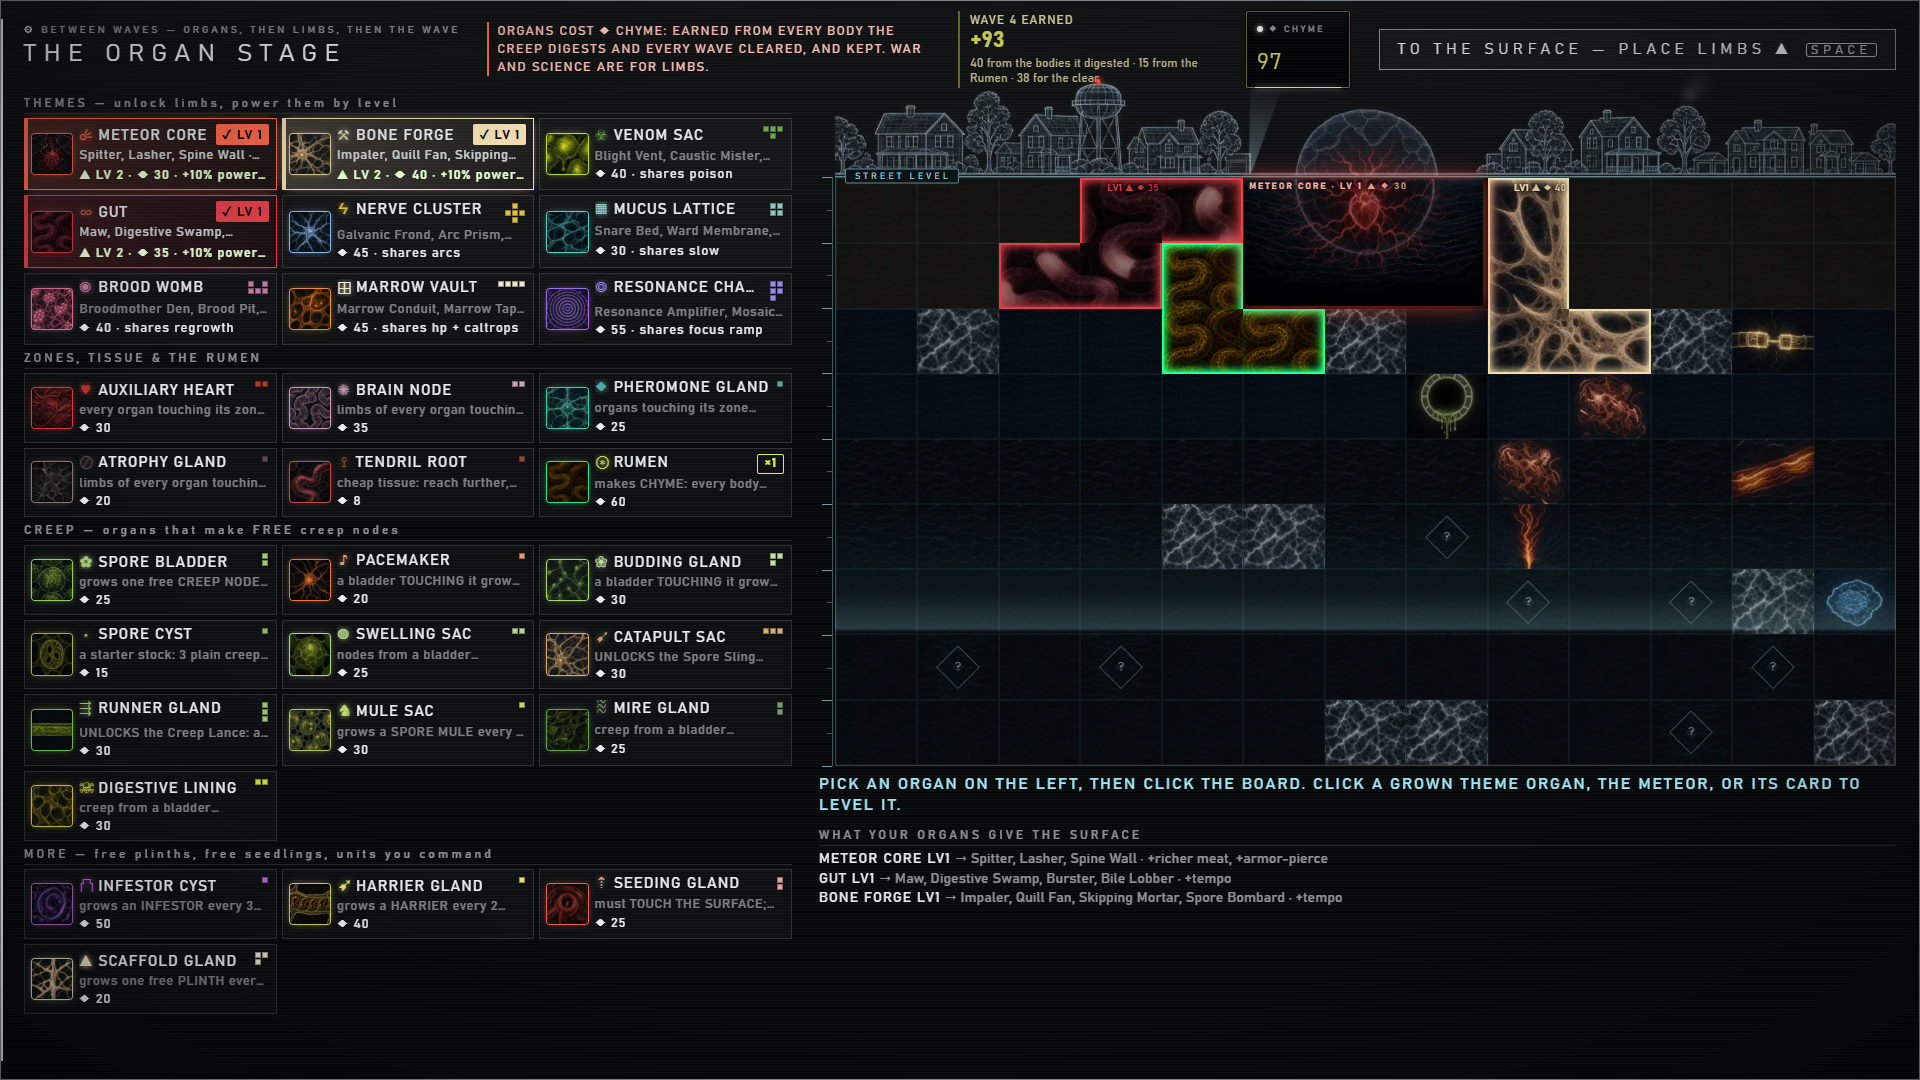 BETWEEN WAVES — ORGANS, THEN LIMBS, THEN THE WAVE
THE ORGAN STAGE
ORGANS COST ◆ CHYME: EARNED FROM EVERY BODY THE
CREEP DIGESTS AND EVERY WAVE CLEARED, AND KEPT. WAR
AND SCIENCE ARE FOR LIMBS.
WAVE 4 EARNED
+93
40 from the bodies it digested · 15 from the
Rumen · 38 for the clear
◆ CHYME
97
TO THE SURFACE — PLACE LIMBS ▲ SPACE
THEMES — unlock limbs, power them by level
METEOR CORE ✓ LV 1
Spitter, Lasher, Spine Wall ·…
▲ LV 2 · ◆ 30 · +10% power…
BONE FORGE ✓ LV 1
Impaler, Quill Fan, Skipping…
▲ LV 2 · ◆ 40 · +10% power…
VENOM SAC
Blight Vent, Caustic Mister,…
◆ 40 · shares poison
GUT ✓ LV 1
Maw, Digestive Swamp,…
▲ LV 2 · ◆ 35 · +10% power…
NERVE CLUSTER
Galvanic Frond, Arc Prism,…
◆ 45 · shares arcs
MUCUS LATTICE
Snare Bed, Ward Membrane,…
◆ 30 · shares slow
BROOD WOMB
Broodmother Den, Brood Pit,…
◆ 40 · shares regrowth
MARROW VAULT
Marrow Conduit, Marrow Tap…
◆ 45 · shares hp + caltrops
RESONANCE CHA…
Resonance Amplifier, Mosaic…
◆ 55 · shares focus ramp
ZONES, TISSUE & THE RUMEN
AUXILIARY HEART
every organ touching its zon…
◆ 30
BRAIN NODE
limbs of every organ touchin…
◆ 35
PHEROMONE GLAND
organs touching its zone…
◆ 25
ATROPHY GLAND
limbs of every organ touchin…
◆ 20
TENDRIL ROOT
cheap tissue: reach further,…
◆ 8
RUMEN ×1
makes CHYME: every body…
◆ 60
CREEP — organs that make FREE creep nodes
SPORE BLADDER
grows one free CREEP NODE…
◆ 25
PACEMAKER
a bladder TOUCHING it grow…
◆ 20
BUDDING GLAND
a bladder TOUCHING it grow…
◆ 30
SPORE CYST
a starter stock: 3 plain creep…
◆ 15
SWELLING SAC
nodes from a bladder…
◆ 25
CATAPULT SAC
UNLOCKS the Spore Sling…
◆ 30
RUNNER GLAND
UNLOCKS the Creep Lance: a…
◆ 30
MULE SAC
grows a SPORE MULE every …
◆ 30
MIRE GLAND
creep from a bladder…
◆ 25
DIGESTIVE LINING
creep from a bladder…
◆ 30
MORE — free plinths, free seedlings, units you command
INFESTOR CYST
grows an INFESTOR every 3…
◆ 50
HARRIER GLAND
grows a HARRIER every 2…
◆ 40
SEEDING GLAND
must TOUCH THE SURFACE;…
◆ 25
SCAFFOLD GLAND
grows one free PLINTH ever…
◆ 20
STREET LEVEL
LV1 ▲ ◆ 35
METEOR CORE · LV 1 ▲ ◆ 30
LV1 ▲ ◆ 40
?
?
?
?
?
?
?
PICK AN ORGAN ON THE LEFT, THEN CLICK THE BOARD. CLICK A GROWN THEME ORGAN, THE METEOR, OR ITS CARD TO
LEVEL IT.
WHAT YOUR ORGANS GIVE THE SURFACE
METEOR CORE LV1 → Spitter, Lasher, Spine Wall · +richer meat, +armor-pierce
GUT LV1 → Maw, Digestive Swamp, Burster, Bile Lobber · +tempo
BONE FORGE LV1 → Impaler, Quill Fan, Skipping Mortar, Spore Bombard · +tempo